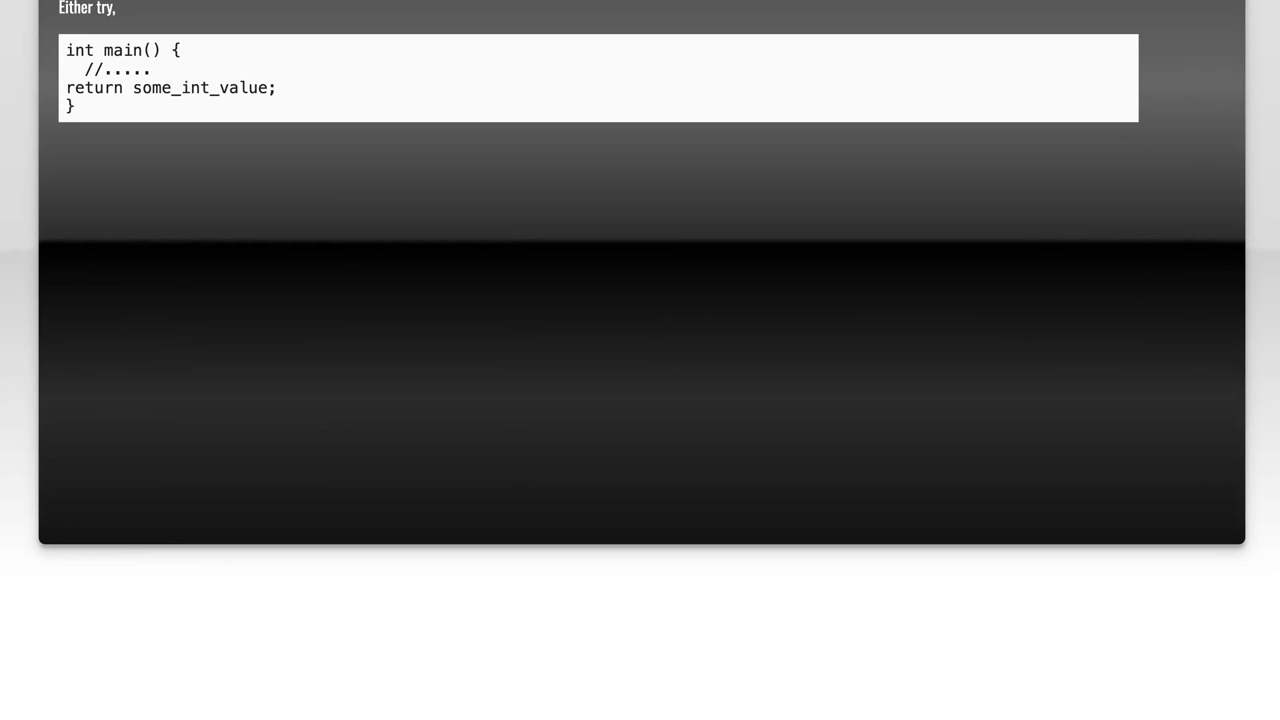 Either try,
int main() {
  //.....
return some_int_value;
}